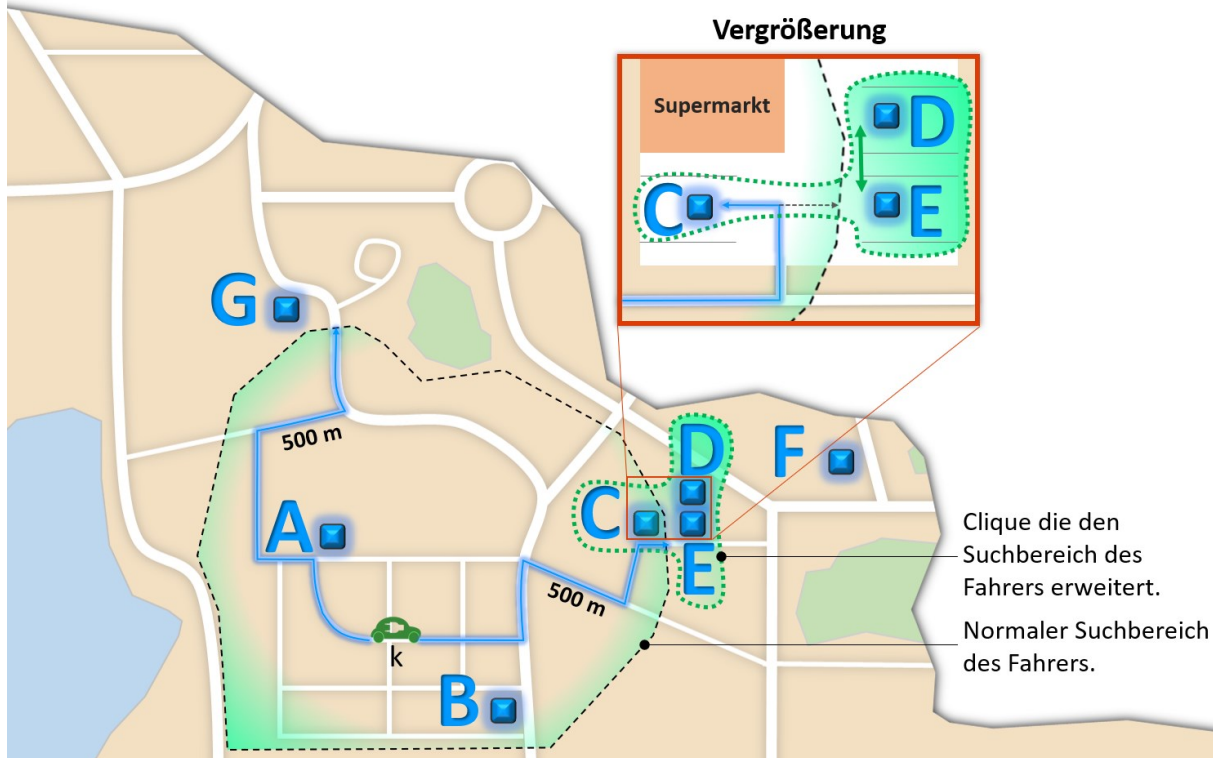 Vergrößerung
Supermarkt
D
C
E
G
D
F
C
A
E
500 m
500 m
k
B
Clique die den
Suchbereich des
Fahrers erweitert.
Normaler Suchbereich
des Fahrers.